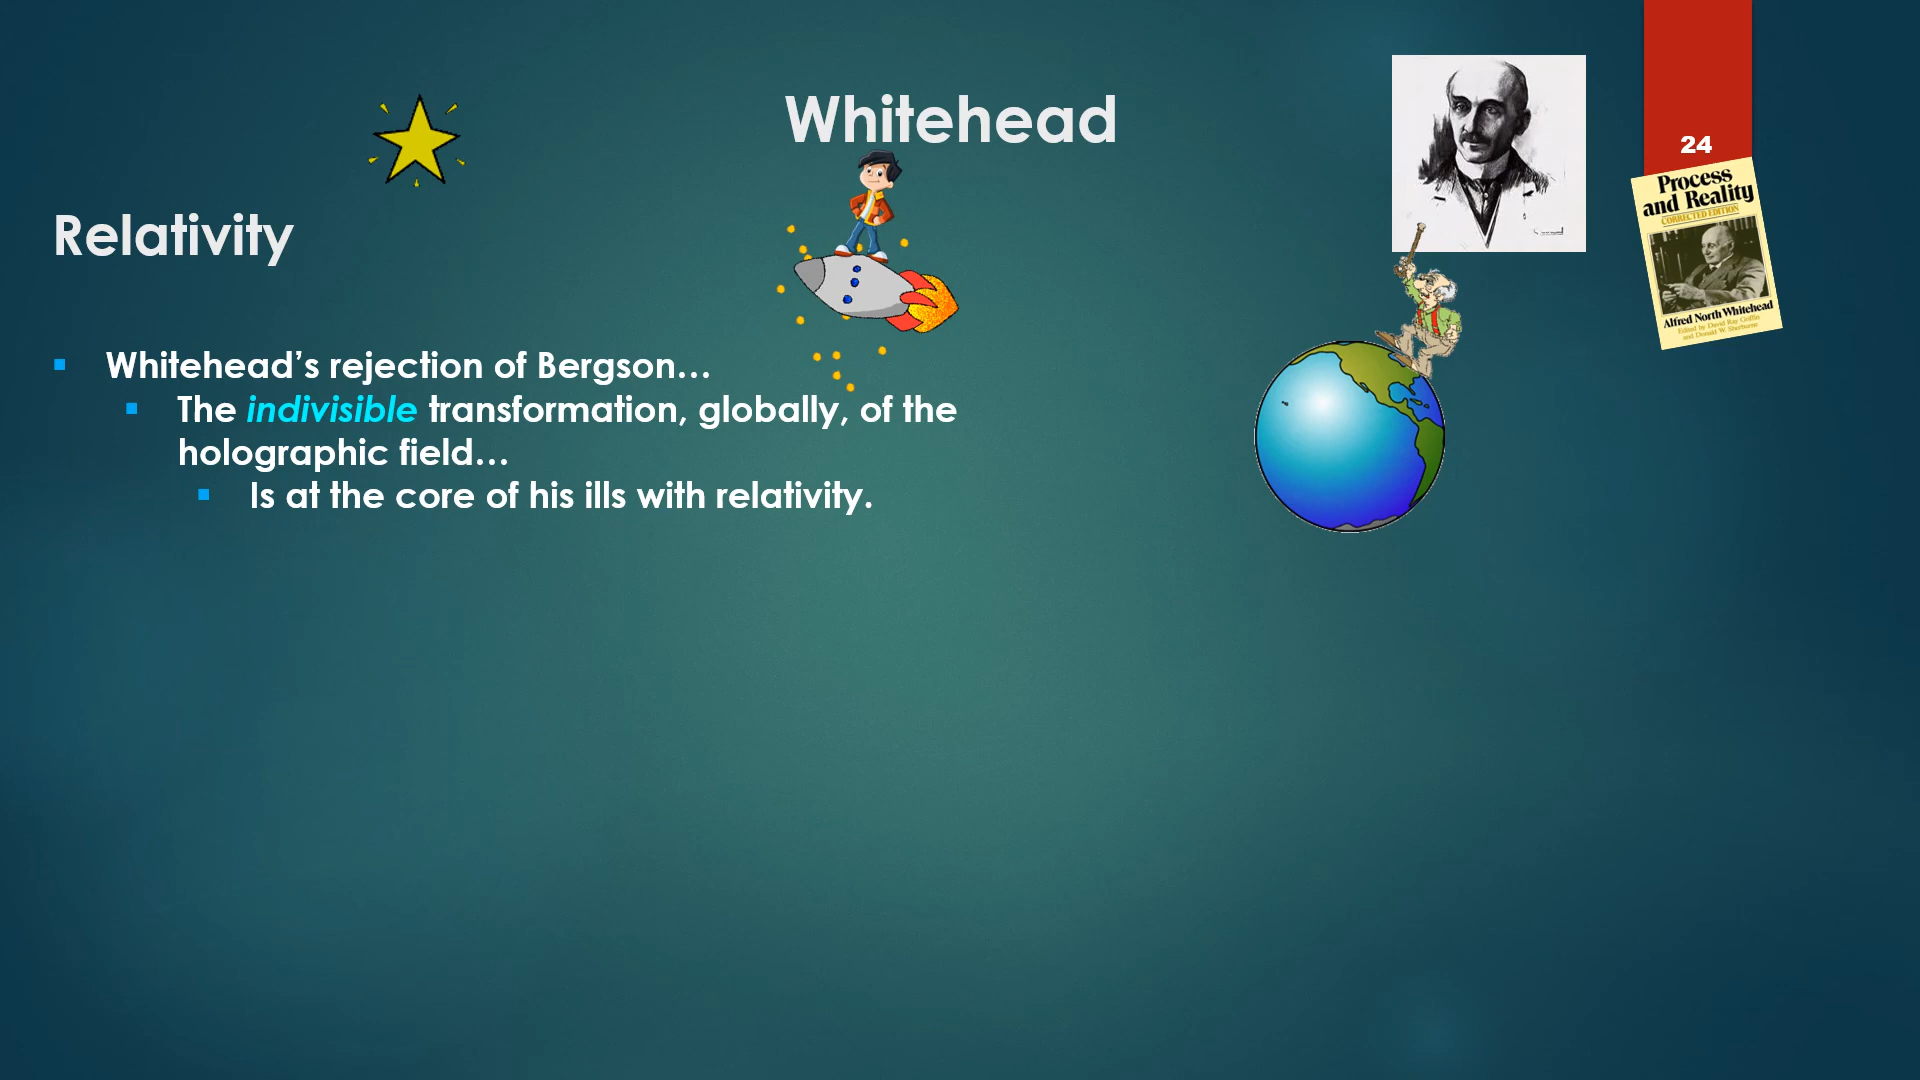 Whitehead
24
Process
and Reality
CORRECTED EDITION
Alfred North Whitehead
Edited by David Ray Griffin
and Donald W. Sherburne
Relativity
Whitehead’s rejection of Bergson…
The indivisible transformation, globally, of the
holographic field…
Is at the core of his ills with relativity.